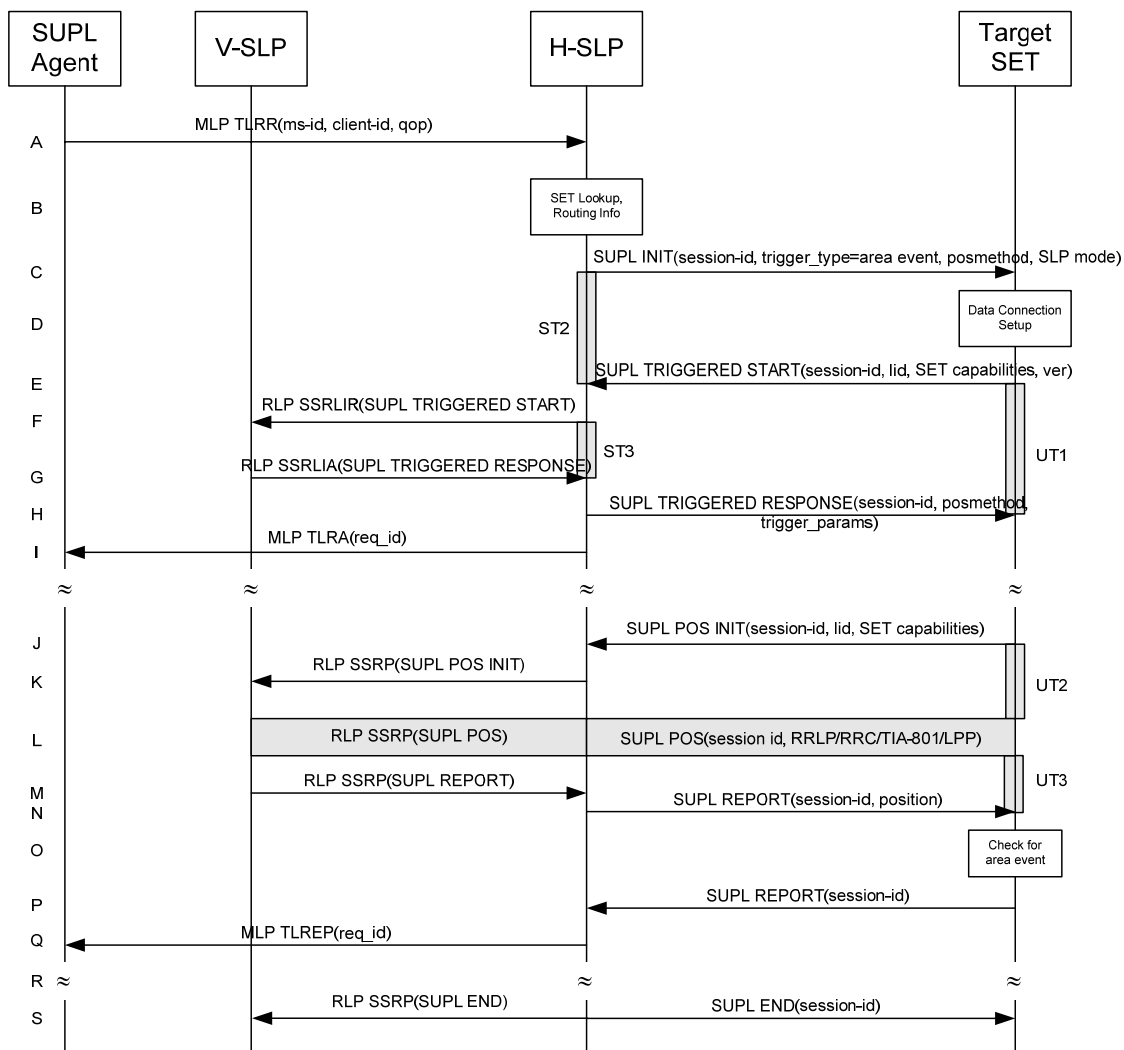 SUPL
Agent
V-SLP
H-SLP
Target
SET
A
MLP TLRR(ms-id, client-id, qop)
B
SET Lookup,
Routing Info
C
SUPL INIT(session-id, trigger_type=area event, posmethod, SLP mode)
D
ST2
Data Connection
Setup
E
SUPL TRIGGERED START(session-id, lid, SET capabilities, ver)
F
RLP SSRLIR(SUPL TRIGGERED START)
ST3
UT1
G
RLP SSRLIA(SUPL TRIGGERED RESPONSE)
H
SUPL TRIGGERED RESPONSE(session-id, posmethod,
trigger_params)
I
MLP TLRA(req_id)
≈ ≈ ≈ ≈
J
SUPL POS INIT(session-id, lid, SET capabilities)
K
RLP SSRP(SUPL POS INIT)
UT2
L
RLP SSRP(SUPL POS)
SUPL POS(session id, RRLP/RRC/TIA-801/LPP)
M
RLP SSRP(SUPL REPORT)
UT3
N
SUPL REPORT(session-id, position)
O
Check for
area event
P
SUPL REPORT(session-id)
Q
MLP TLREP(req_id)
R ≈ ≈ ≈
S
RLP SSRP(SUPL END)
SUPL END(session-id)